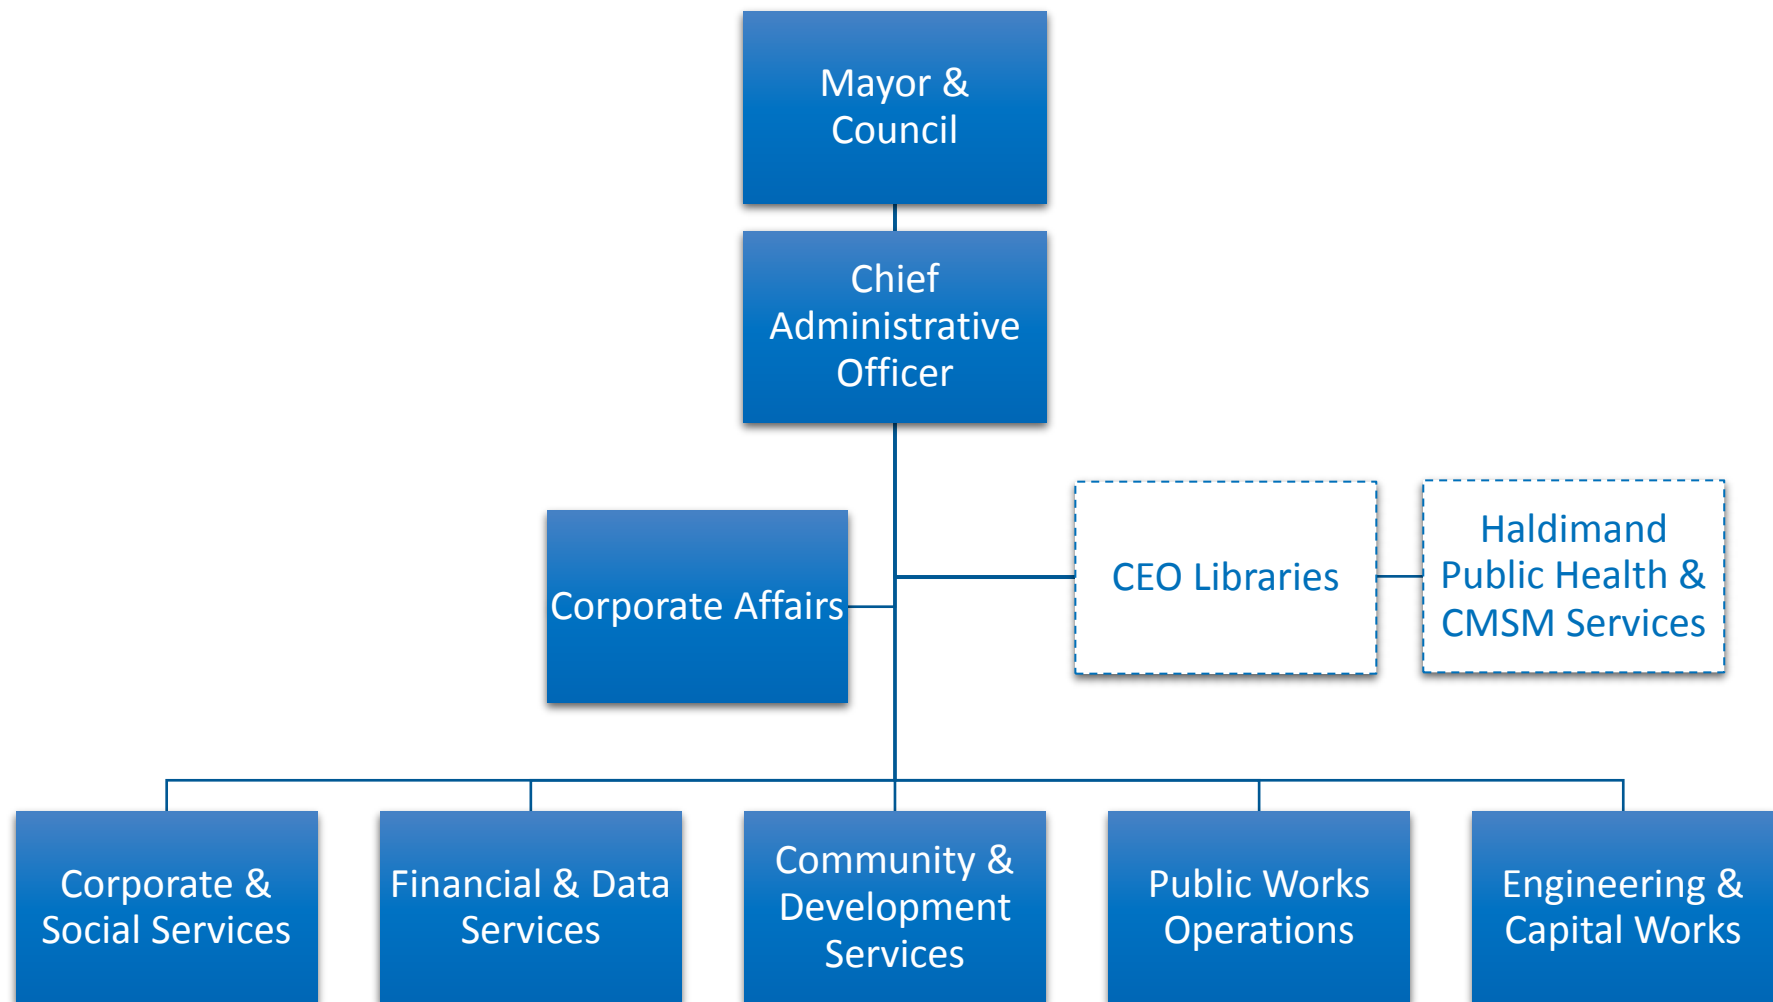 Mayor &
Council
Chief
Administrative
Officer
Corporate Affairs
CEO Libraries
Haldimand
Public Health &
CMSM Services
Corporate &
Social Services
Financial & Data
Services
Community &
Development
Services
Public Works
Operations
Engineering &
Capital Works